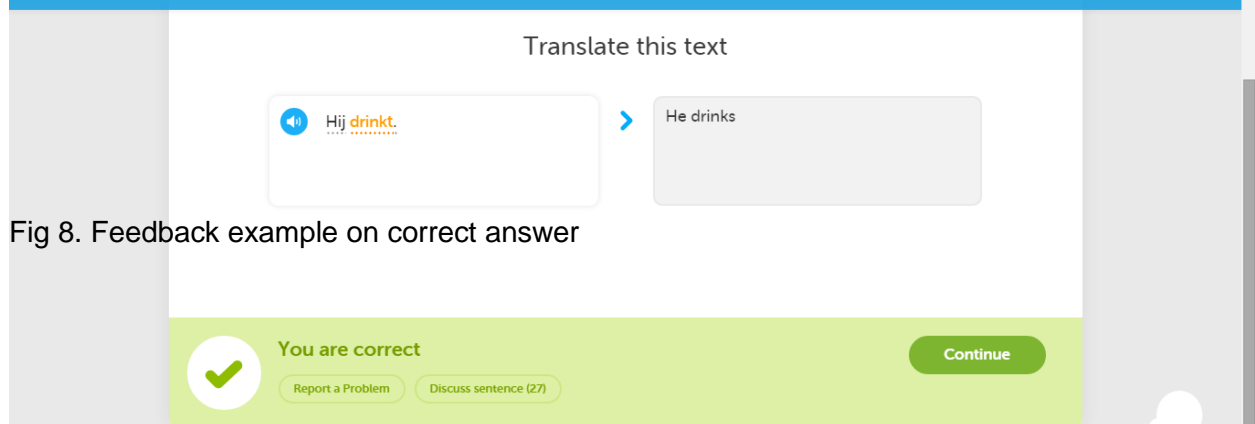 Translate this text
Hij drinkt.
He drinks
Fig 8. Feedback example on correct answer
You are correct
Continue
Report a Problem
Discuss sentence (27)